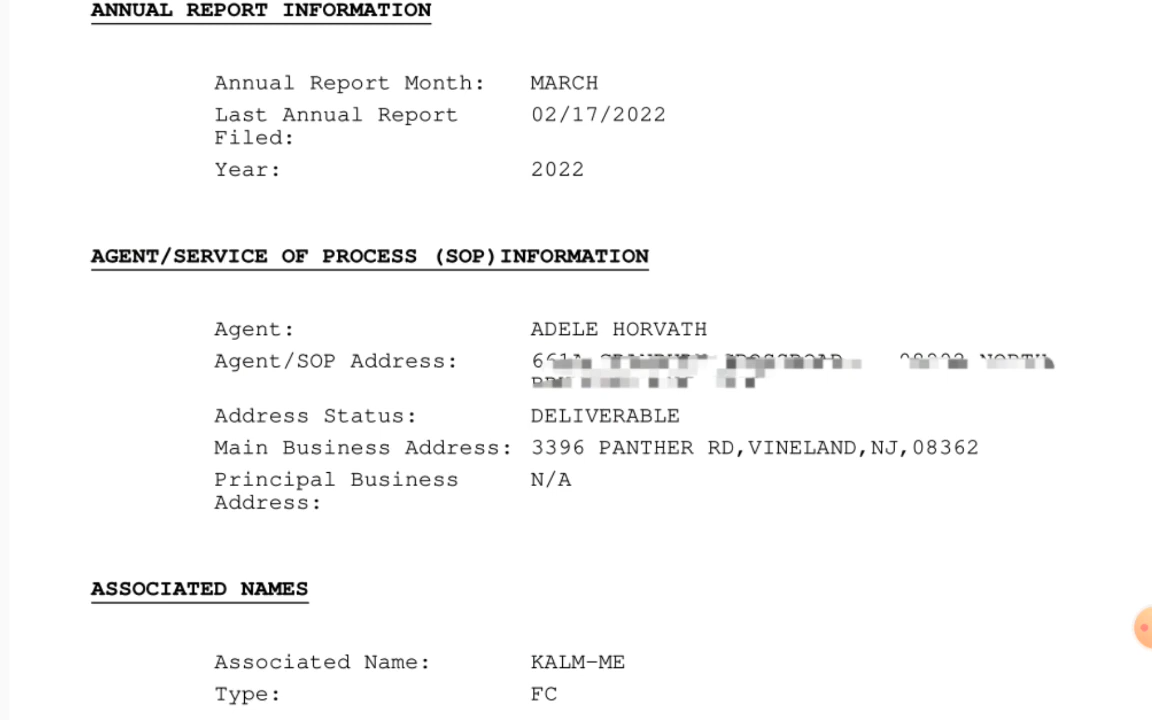 ANNUAL REPORT INFORMATION
Annual Report Month: MARCH
Last Annual Report 02/17/2022
Filed:
Year: 2022
AGENT/SERVICE OF PROCESS (SOP)INFORMATION
Agent: ADELE HORVATH
Agent/SOP Address:
Address Status: DELIVERABLE
Main Business Address: 3396 PANTHER RD,VINELAND,NJ,08362
Principal Business N/A
Address:
ASSOCIATED NAMES
Associated Name: KALM-ME
Type: FC